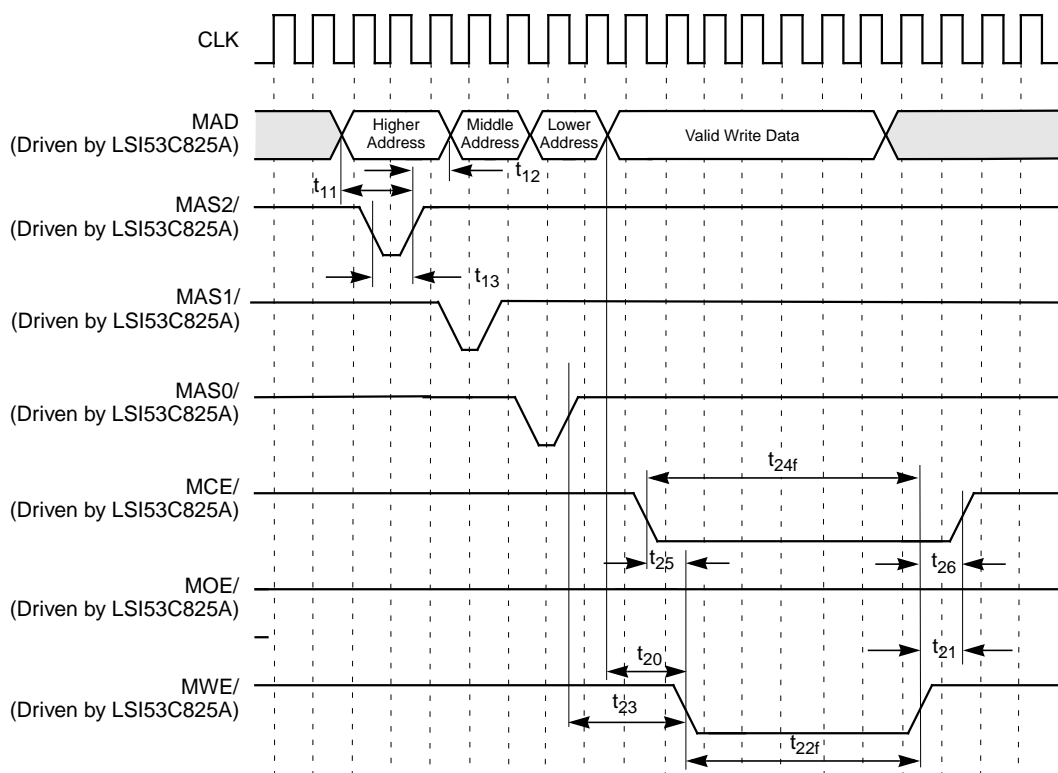 CLK
MAD
(Driven by LSI53C825A)
Higher
Address
Middle
Address
Lower
Address
Valid Write Data
t12
t11
MAS2/
(Driven by LSI53C825A)
t13
MAS1/
(Driven by LSI53C825A)
MAS0/
(Driven by LSI53C825A)
t24f
MCE/
(Driven by LSI53C825A)
t25
t26
MOE/
(Driven by LSI53C825A)
t21
t20
MWE/
(Driven by LSI53C825A)
t23
t22f